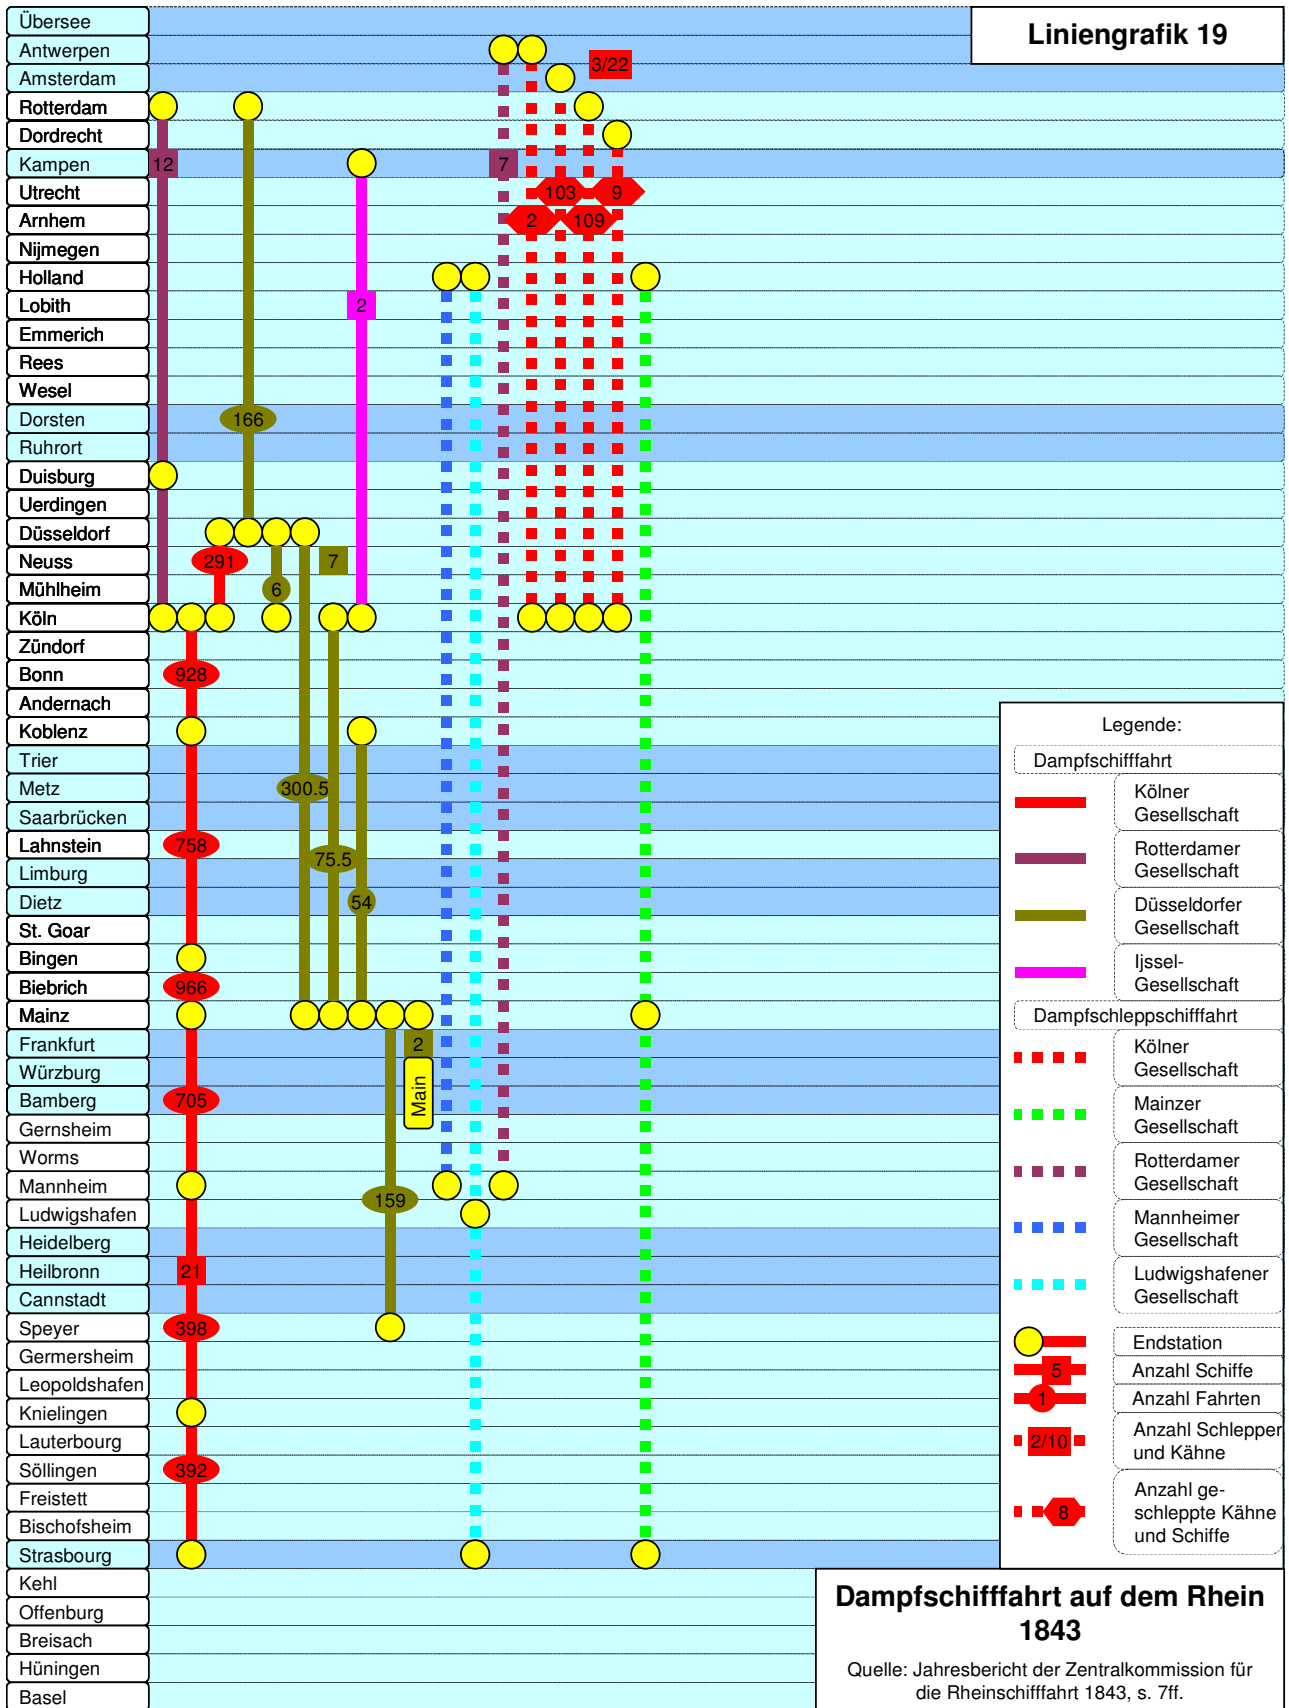 Liniengrafik 19
Übersee
Antwerpen
3/22
Amsterdam
Rotterdam
Dordrecht
Kampen
12
7
Utrecht
103
9
Arnhem
2
109
Nijmegen
Holland
Lobith
2
Emmerich
Rees
Wesel
Dorsten
166
Ruhrort
Duisburg
Uerdingen
Düsseldorf
Neuss
291
7
Mühlheim
6
Köln
Zündorf
Bonn
928
Andernach
Koblenz
Trier
Metz
300.5
Saarbrücken
Lahnstein
758
75.5
Limburg
Dietz
54
St. Goar
Bingen
Biebrich
966
Mainz
Frankfurt
2
Würzburg
Main
Bamberg
705
Gernsheim
Worms
Mannheim
159
Ludwigshafen
Heidelberg
Heilbronn
21
Cannstadt
Speyer
398
Germersheim
Leopoldshafen
Knielingen
Lauterbourg
Söllingen
392
Freistett
Bischofsheim
Strasbourg
Kehl
Offenburg
Breisach
Hüningen
Basel
Legende:
Dampfschifffahrt
Kölner
Gesellschaft
Rotterdamer
Gesellschaft
Düsseldorfer
Gesellschaft
Ijssel-
Gesellschaft
Dampfschleppschifffahrt
Kölner
Gesellschaft
Mainzer
Gesellschaft
Rotterdamer
Gesellschaft
Mannheimer
Gesellschaft
Ludwigshafener
Gesellschaft
Endstation
5
Anzahl Schiffe
1
Anzahl Fahrten
2/10
Anzahl Schlepper
und Kähne
8
Anzahl ge-
schleppte Kähne
und Schiffe
Dampfschifffahrt auf dem Rhein
1843
Quelle: Jahresbericht der Zentralkommission für
die Rheinschifffahrt 1843, s. 7ff.